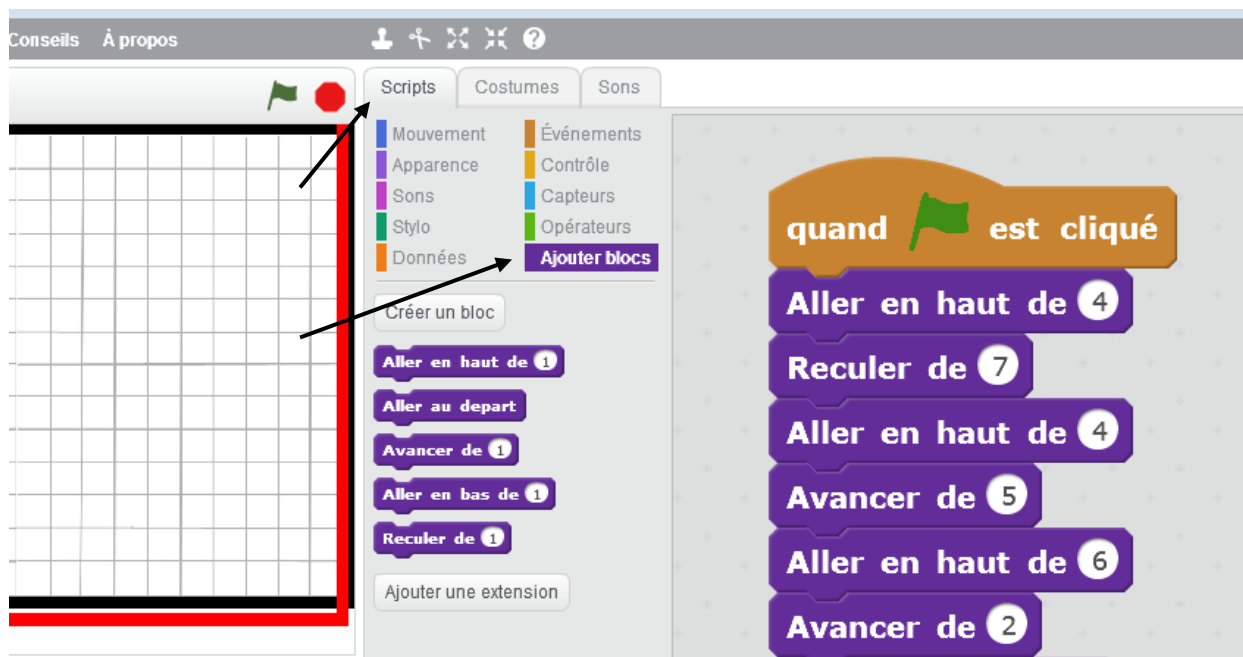 Conseils À propos
Scripts Costumes Sons
Mouvement Événements
Apparence Contrôle
Sons Capteurs
Stylo Opérateurs
Données Ajouter blocs
Créer un bloc
Aller en haut de 1
Aller au depart
Avancer de 1
Aller en bas de 1
Reculer de 1
Ajouter une extension
quand est cliqué
Aller en haut de 4
Reculer de 7
Aller en haut de 4
Avancer de 5
Aller en haut de 6
Avancer de 2